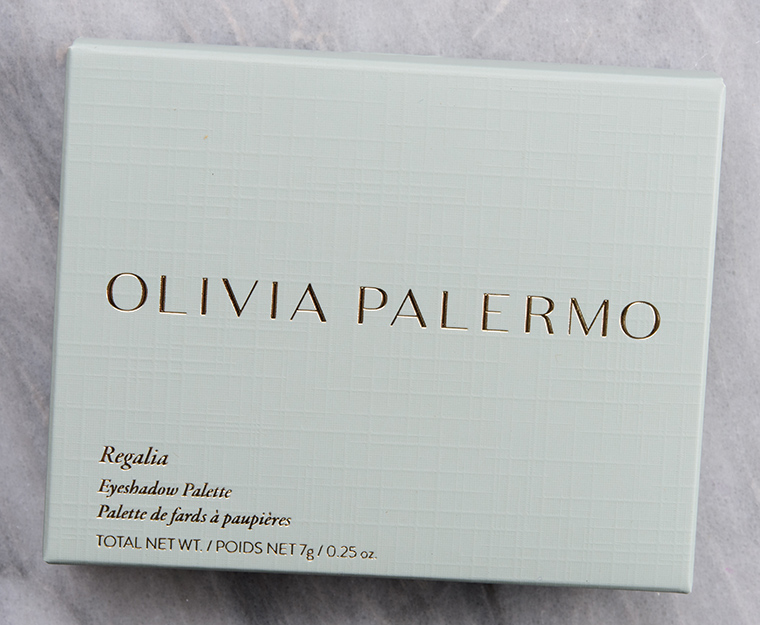 OLIVIA PALERMO
Regalia
Eyeshadow Palette
Palette de fards à paupières
TOTAL NET WT. / POIDS NET 7g / 0.25 oz.